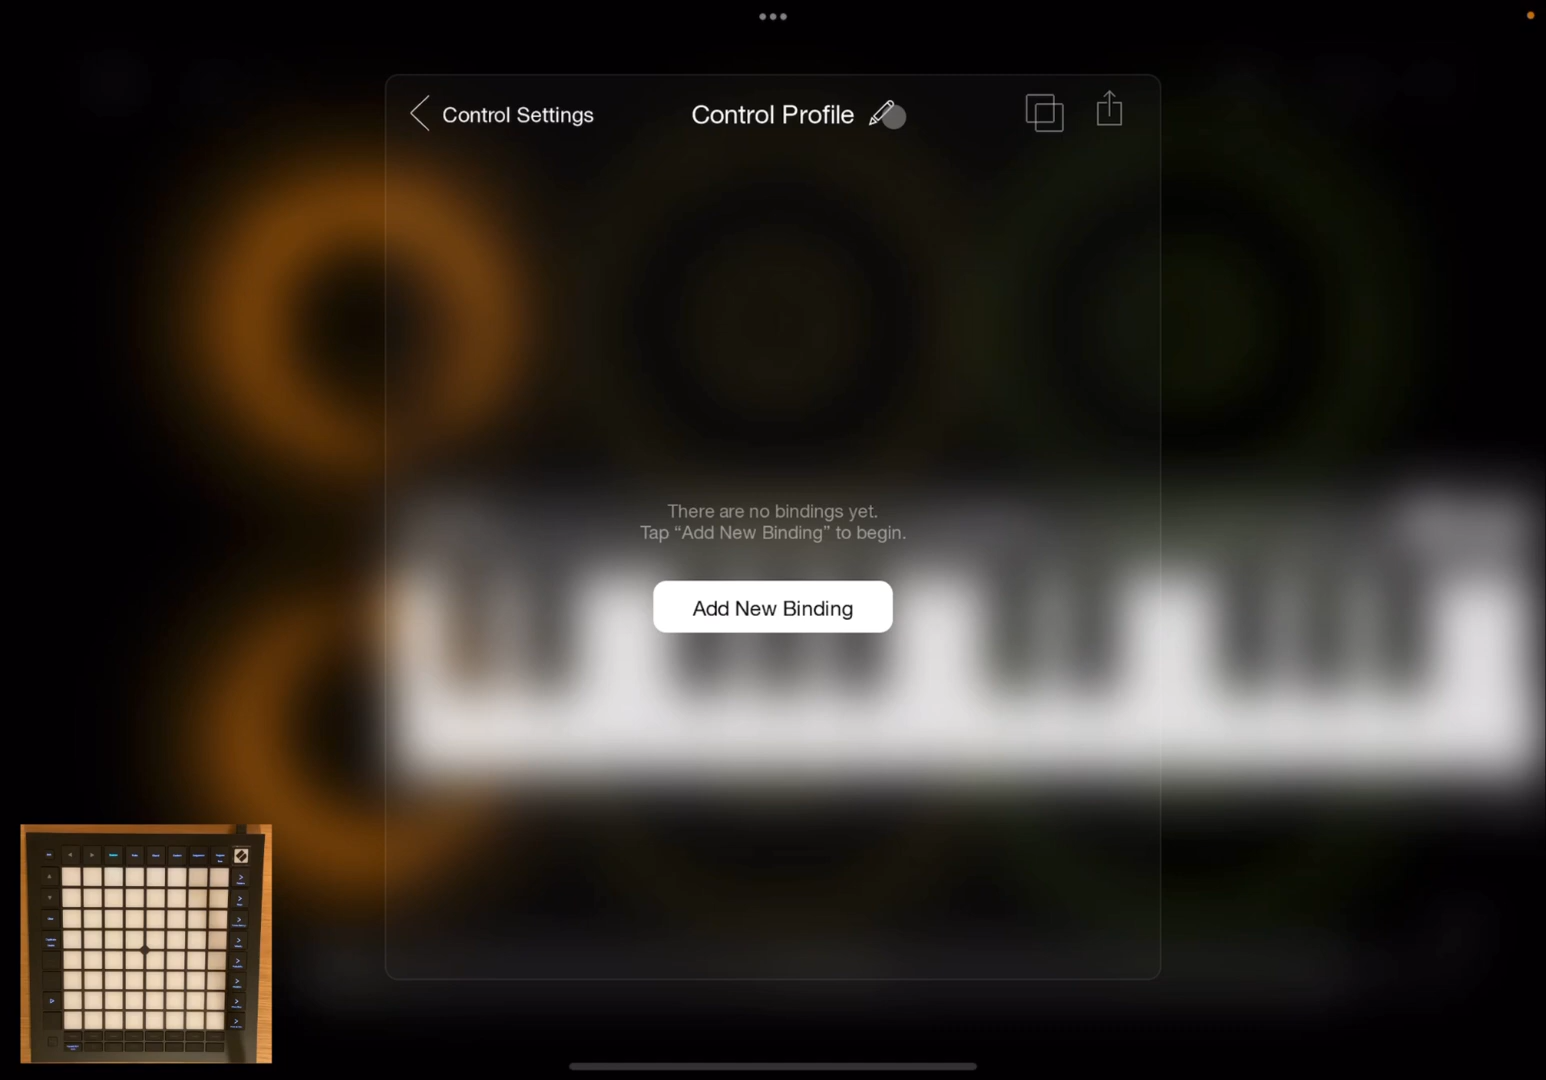 Control Settings
Control Profile
There are no bindings yet.
Tap “Add New Binding” to begin.
Add New Binding